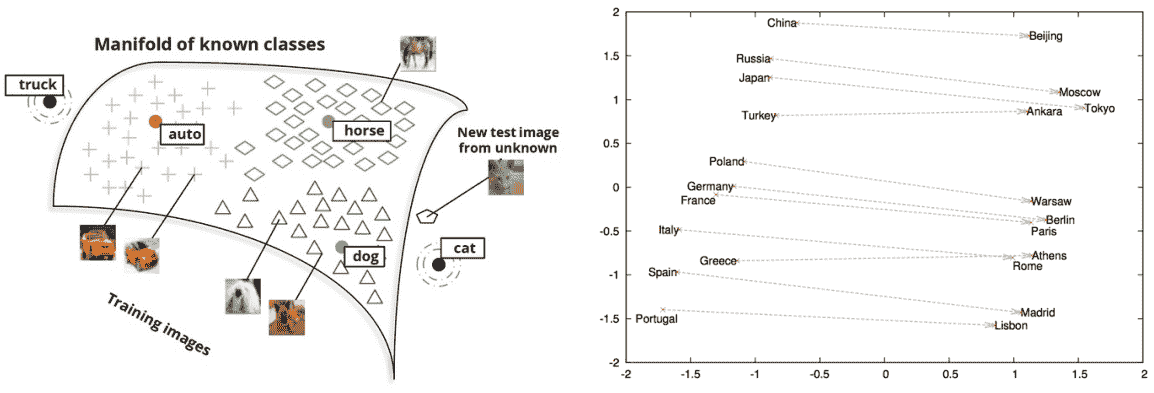 Manifold of known classes
truck
auto
horse
New test image
from unknown
dog
cat
Training images
2
1.5
1
0.5
0
-0.5
-1
-1.5
-2
China
Beijing
Russia
Japan
Moscow
Tokyo
Turkey
Ankara
Poland
Germany
France
Warsaw
Berlin
Paris
Italy
Greece
Athens
Rome
Spain
Madrid
Portugal
Lisbon
-2
-1.5
-1
-0.5
0
0.5
1
1.5
2